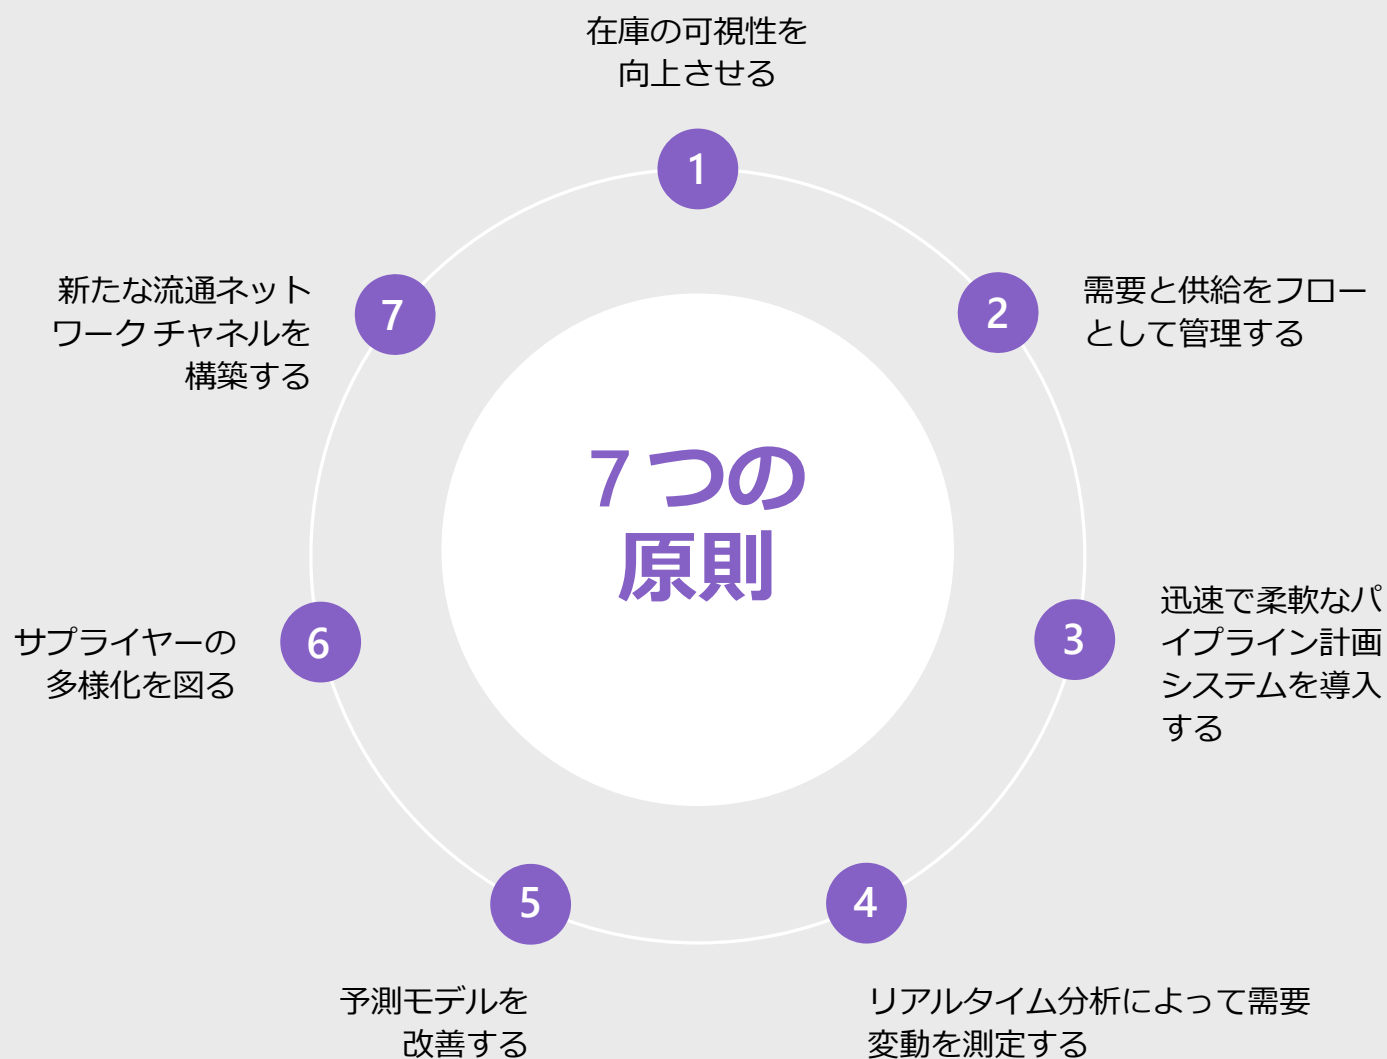 在庫の可視性を
向上させる
1
2
需要と供給をフロー
として管理する
3
迅速で柔軟なパ
イプライン計画
システムを導入
する
4
リアルタイム分析によって需要
変動を測定する
5
予測モデルを
改善する
6
サプライヤーの
多様化を図る
7
新たな流通ネット
ワーク チャネルを
構築する
7つの
原則